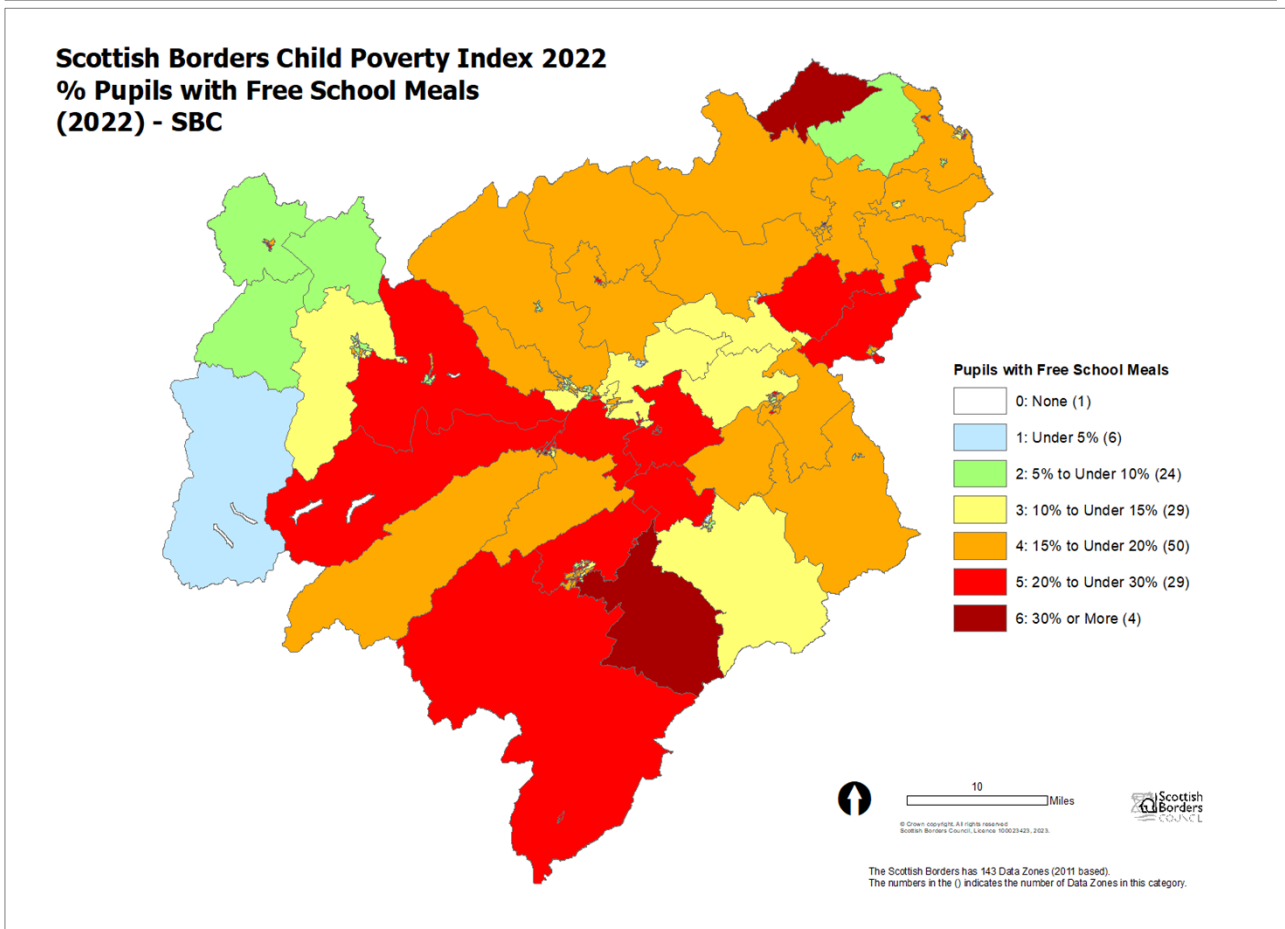 Scottish Borders Child Poverty Index 2022
% Pupils with Free School Meals
(2022) - SBC
Pupils with Free School Meals
0: None (1)
1: Under 5% (6)
2: 5% to Under 10% (24)
3: 10% to Under 15% (29)
4: 15% to Under 20% (50)
5: 20% to Under 30% (29)
6: 30% or More (4)
10
Miles
© Crown copyright. All rights reserved
Scottish Borders Council, Licence 100023423, 2023.
Scottish
Borders
COUNCIL
The Scottish Borders has 143 Data Zones (2011 based).
The numbers in the () indicates the number of Data Zones in this category.